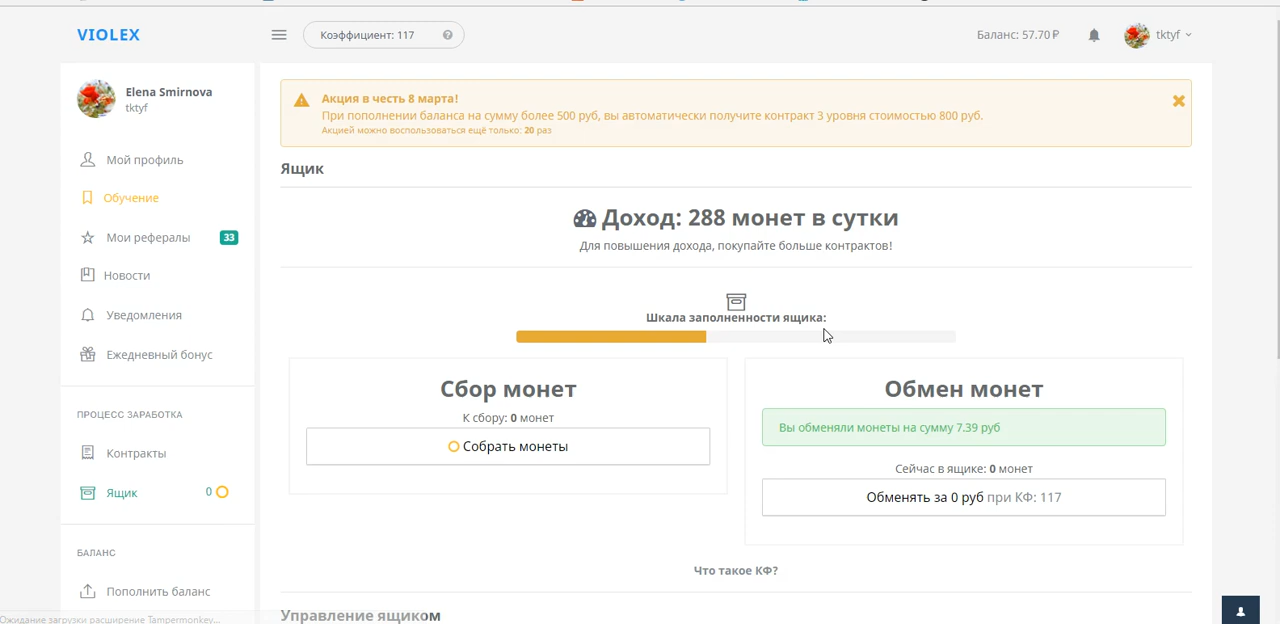 VIOLEX
Коэффициент: 117
Баланс: 57.70 ₽
tktyf
Elena Smirnova
tktyf
Мой профиль
Обучение
Мои рефералы 33
Новости
Уведомления
Ежедневный бонус
ПРОЦЕСС ЗАРАБОТКА
Контракты
Ящик 0
БАЛАНС
Пополнить баланс
Акция в честь 8 марта!
При пополнении баланса на сумму более 500 руб, вы автоматически получите контракт 3 уровня стоимостью 800 руб.
Акцией можно воспользоваться ещё только: 20 раз
Ящик
Доход: 288 монет в сутки
Для повышения дохода, покупайте больше контрактов!
Шкала заполненности ящика:
Сбор монет
К сбору: 0 монет
Собрать монеты
Обмен монет
Вы обменяли монеты на сумму 7.39 руб
Сейчас в ящике: 0 монет
Обменять за 0 руб при КФ: 117
Что такое КФ?
Управление ящиком
Ожидание загрузки расширение Tampermonkey...